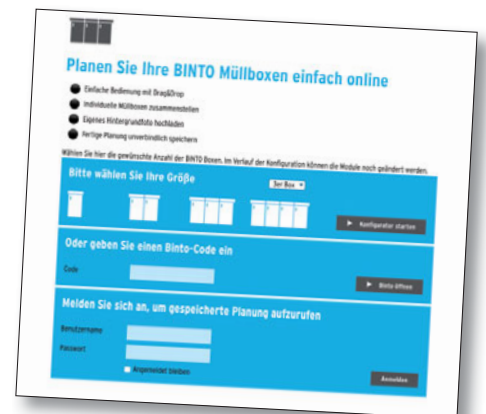 Planen Sie Ihre BINTO Müllboxen einfach online
Einfache Bedienung mit Drag&Drop
Individuelle Müllboxen zusammenstellen
Eigenes Hintergrundfoto hochladen
Fertige Planung unverbindlich speichern
Wählen Sie hier die gewünschte Anzahl der BINTO Boxen. Im Verlauf der Konfiguration können die Module noch geändert werden.
Bitte wählen Sie Ihre Größe
3er Box
Konfigurator starten
Oder geben Sie einen Binto-Code ein
Code
Binto öffnen
Melden Sie sich an, um gespeicherte Planung aufzurufen
Benutzername
Passwort
Angemeldet bleiben
Anmelden